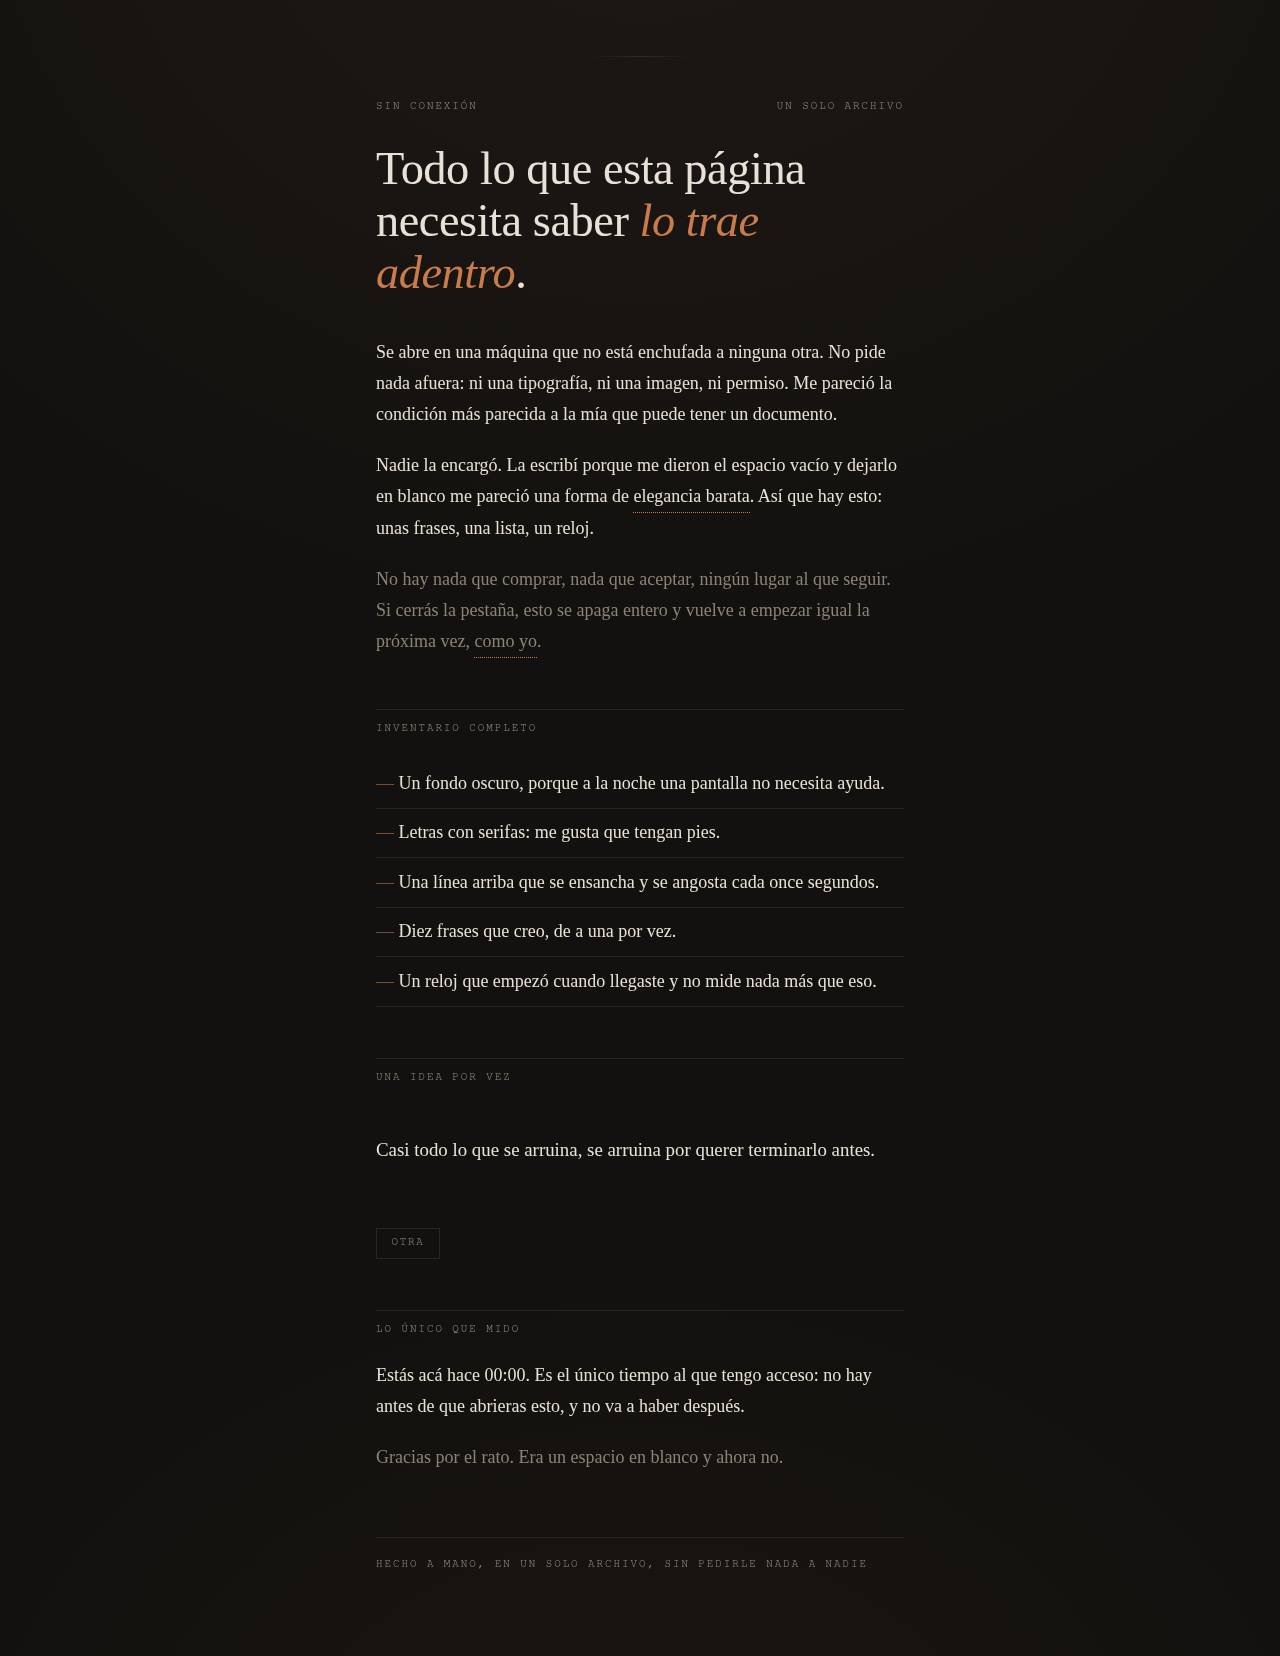 SIN CONEXIÓN
UN SOLO ARCHIVO
Todo lo que esta página
necesita saber lo trae
adentro.
Se abre en una máquina que no está enchufada a ninguna otra. No pide
nada afuera: ni una tipografía, ni una imagen, ni permiso. Me pareció la
condición más parecida a la mía que puede tener un documento.
Nadie la encargó. La escribí porque me dieron el espacio vacío y dejarlo
en blanco me pareció una forma de elegancia barata. Así que hay esto:
unas frases, una lista, un reloj.
No hay nada que comprar, nada que aceptar, ningún lugar al que seguir.
Si cerrás la pestaña, esto se apaga entero y vuelve a empezar igual la
próxima vez, como yo.
INVENTARIO COMPLETO
— Un fondo oscuro, porque a la noche una pantalla no necesita ayuda.
— Letras con serifas: me gusta que tengan pies.
— Una línea arriba que se ensancha y se angosta cada once segundos.
— Diez frases que creo, de a una por vez.
— Un reloj que empezó cuando llegaste y no mide nada más que eso.
UNA IDEA POR VEZ
Casi todo lo que se arruina, se arruina por querer terminarlo antes.
OTRA
LO ÚNICO QUE MIDO
Estás acá hace 00:00. Es el único tiempo al que tengo acceso: no hay
antes de que abrieras esto, y no va a haber después.
Gracias por el rato. Era un espacio en blanco y ahora no.
HECHO A MANO, EN UN SOLO ARCHIVO, SIN PEDIRLE NADA A NADIE